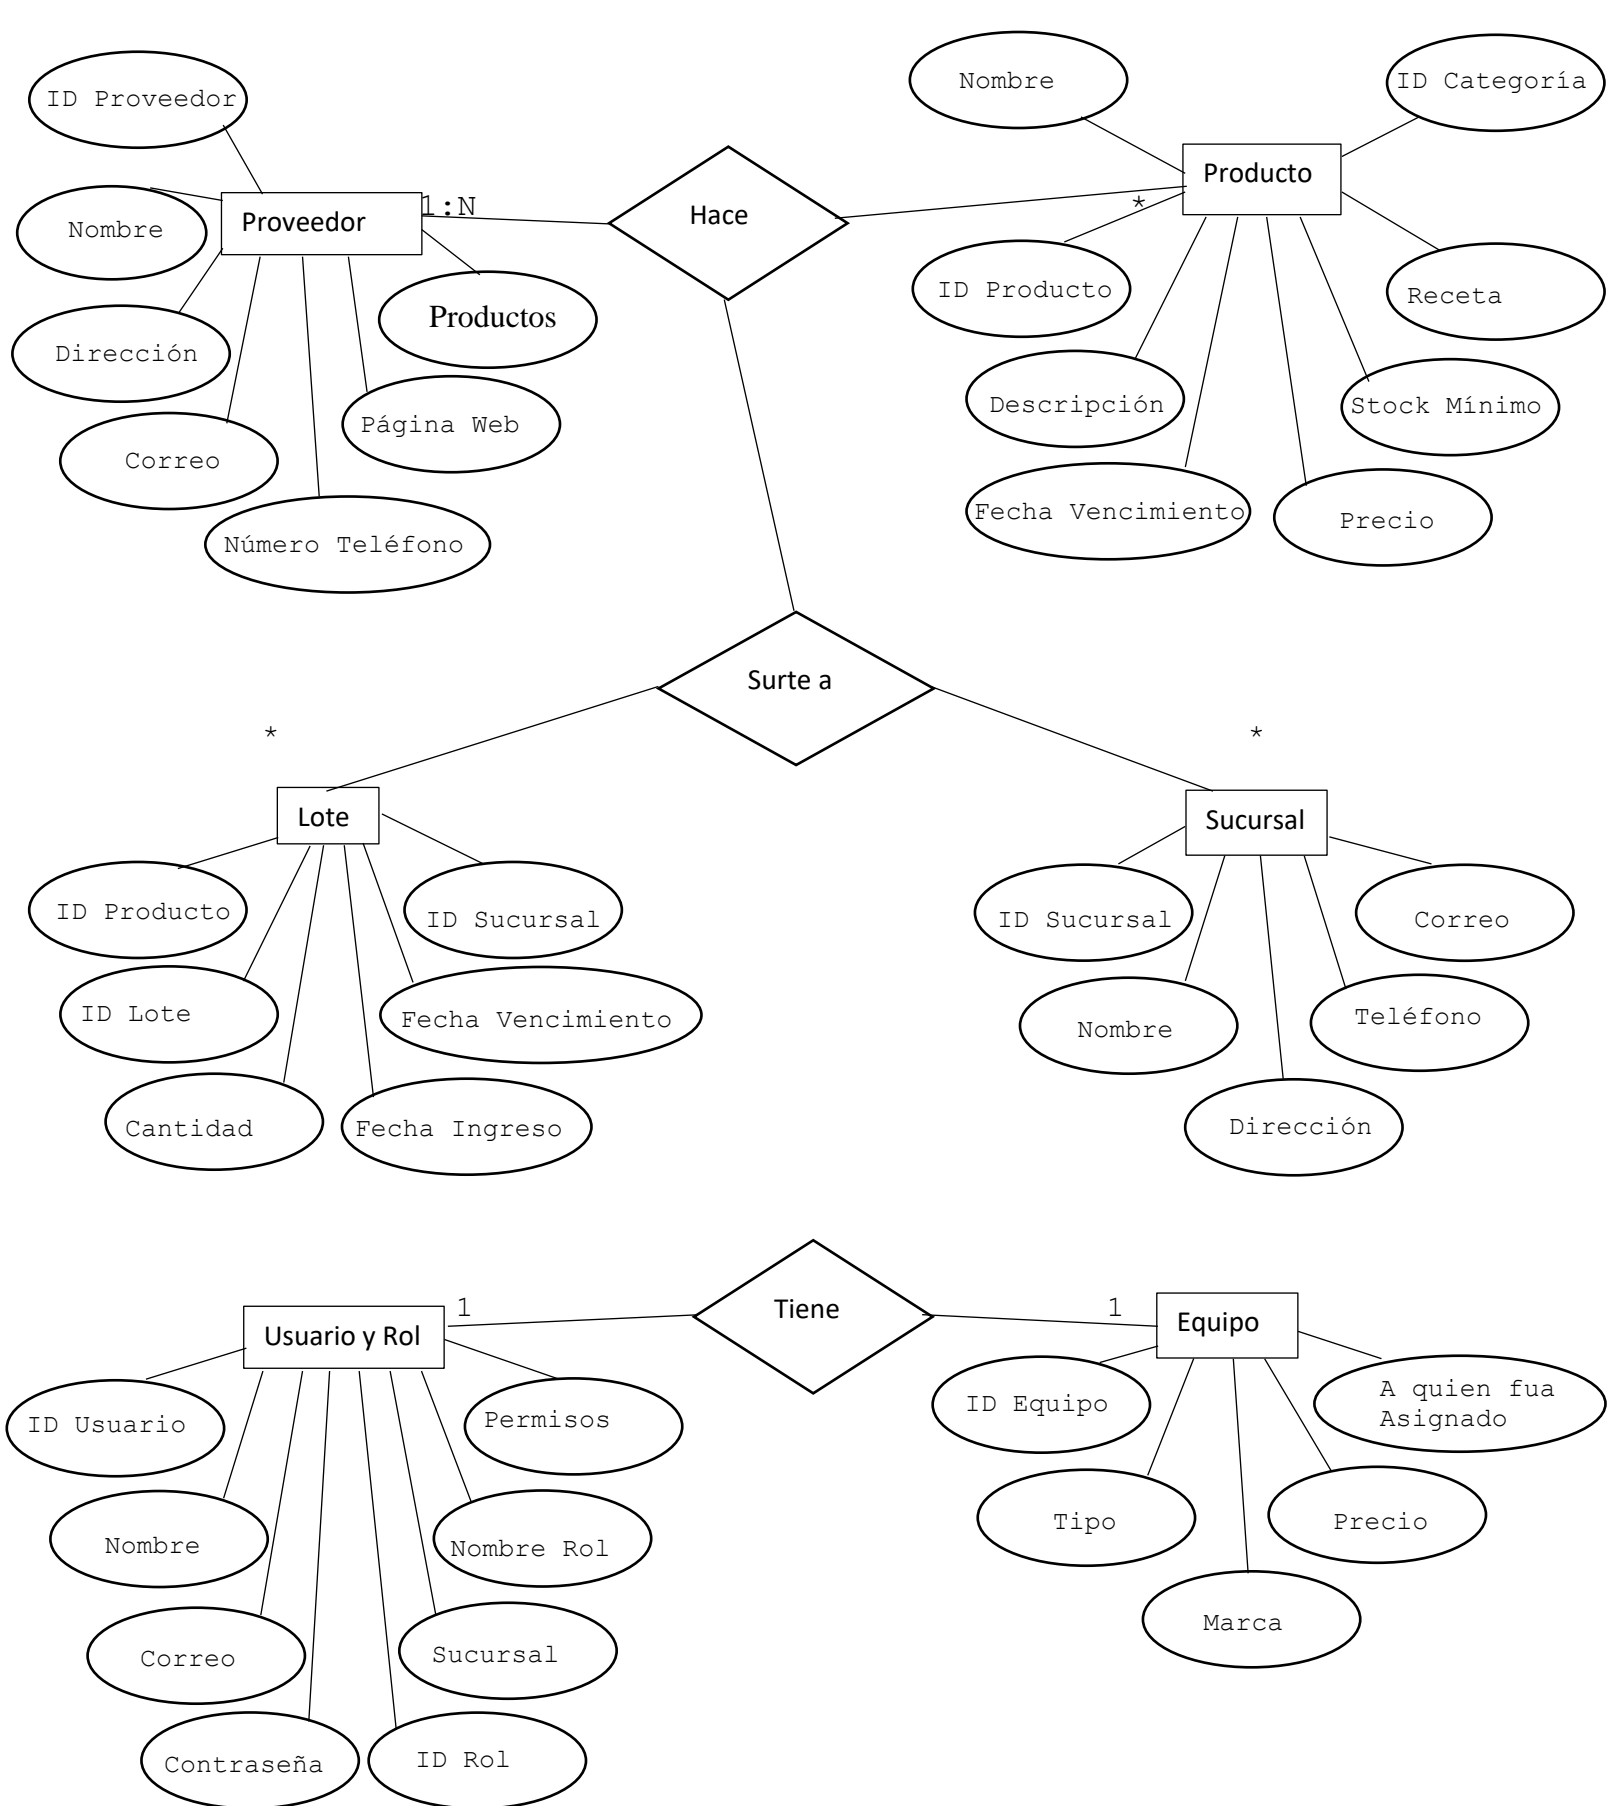 Nombre
ID Categoría
ID Proveedor
Producto
1:N
*
Hace
Proveedor
Nombre
ID Producto
Receta
Productos
Dirección
Descripción
Stock Mínimo
Página Web
Correo
Fecha Vencimiento
Precio
Número Teléfono
Surte a
*
*
Lote
Sucursal
ID Producto
ID Sucursal
ID Sucursal
Correo
ID Lote
Fecha Vencimiento
Nombre
Teléfono
Cantidad
Fecha Ingreso
Dirección
1
Tiene
1
Usuario y Rol
Equipo
ID Usuario
Permisos
ID Equipo
A quien fua
Asignado
Nombre
Nombre Rol
Tipo
Precio
Correo
Sucursal
Marca
Contraseña
ID Rol